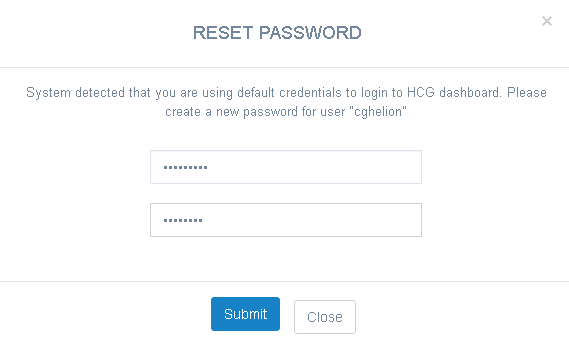 ×
RESET PASSWORD
System detected that you are using default credentials to login to HCG dashboard. Please
create a new password for user "cghelion"
•••••••••
••••••••
Submit
Close